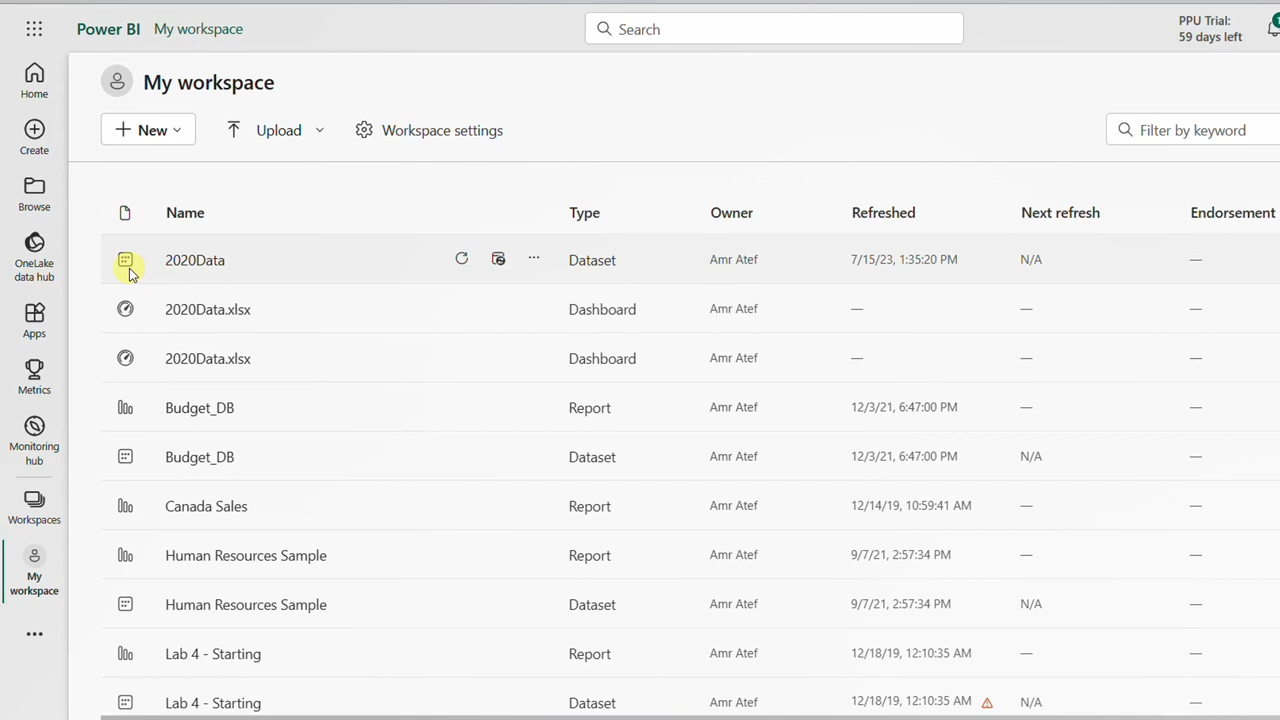 Power BI My workspace
Search
PPU Trial:
59 days left
1
Home
Create
Browse
OneLake
data hub
Apps
Metrics
Monitoring
hub
Workspaces
My
workspace
My workspace
New Upload Workspace settings Filter by keyword
Name Type Owner Refreshed Next refresh Endorsement
2020Data Dataset Amr Atef 7/15/23, 1:35:20 PM N/A —
2020Data.xlsx Dashboard Amr Atef — — —
2020Data.xlsx Dashboard Amr Atef — — —
Budget_DB Report Amr Atef 12/3/21, 6:47:00 PM — —
Budget_DB Dataset Amr Atef 12/3/21, 6:47:00 PM N/A —
Canada Sales Report Amr Atef 12/14/19, 10:59:41 AM — —
Human Resources Sample Report Amr Atef 9/7/21, 2:57:34 PM — —
Human Resources Sample Dataset Amr Atef 9/7/21, 2:57:34 PM N/A —
Lab 4 - Starting Report Amr Atef 12/18/19, 12:10:35 AM — —
Lab 4 - Starting Dataset Amr Atef 12/18/19, 12:10:35 AM N/A —